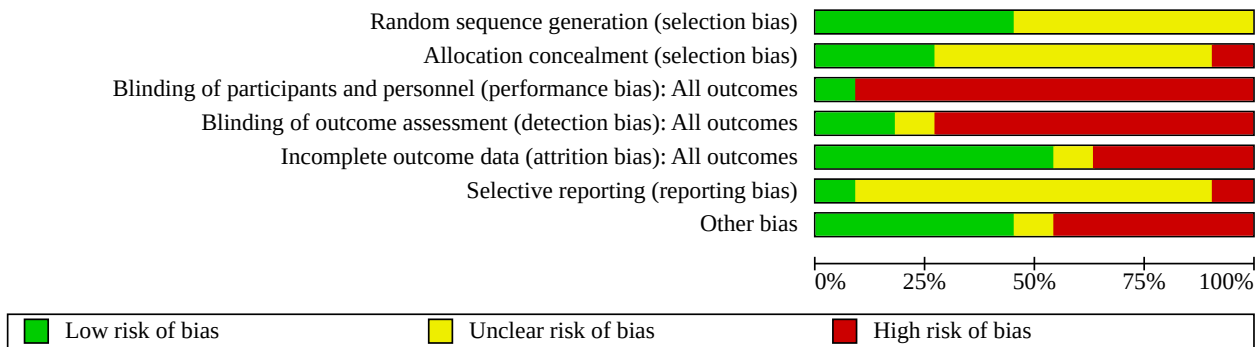 Random sequence generation (selection bias)
Allocation concealment (selection bias)
Blinding of participants and personnel (performance bias): All outcomes
Blinding of outcome assessment (detection bias): All outcomes
Incomplete outcome data (attrition bias): All outcomes
Selective reporting (reporting bias)
Other bias
0% 25% 50% 75% 100%
Low risk of bias Unclear risk of bias High risk of bias